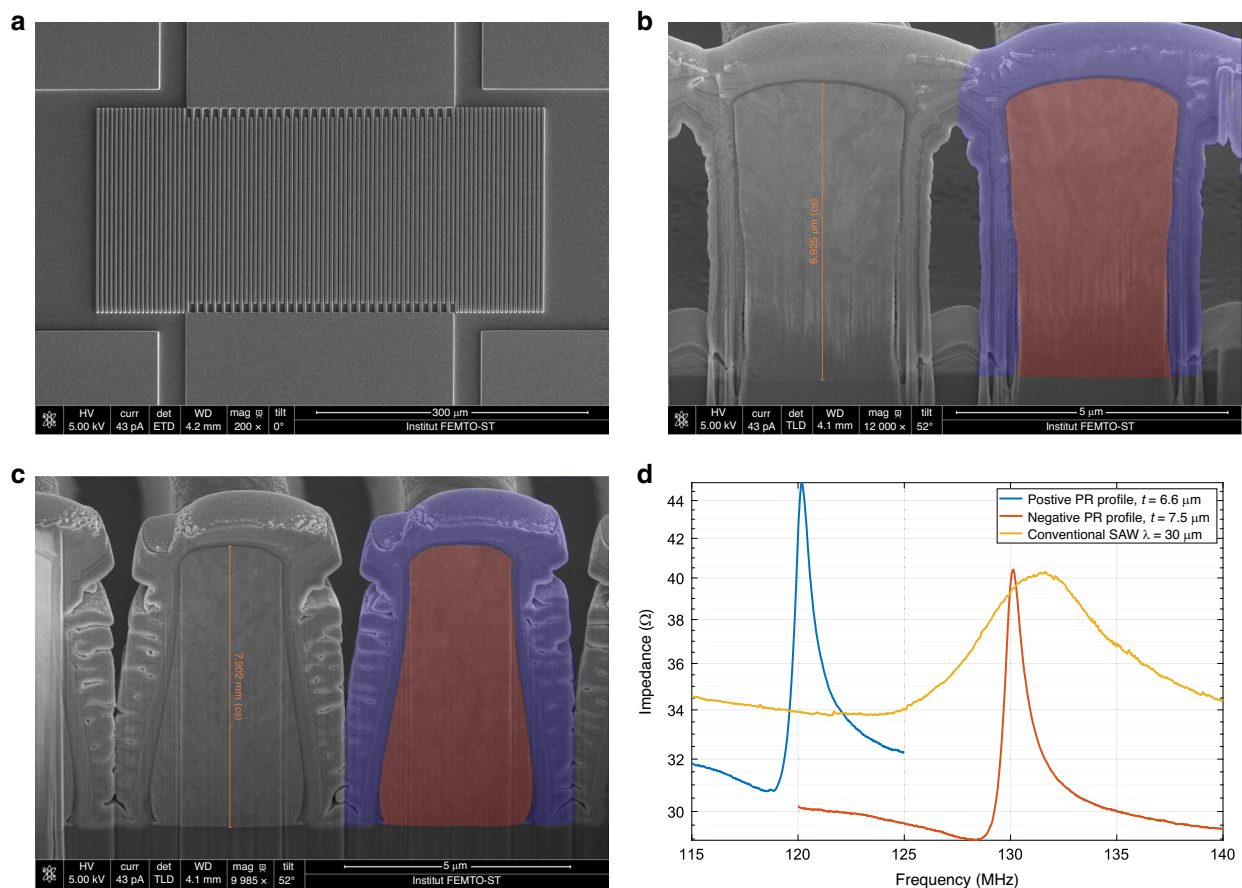 a
HV curr det WD mag tilt 300 μm
5.00 kV 43 pA ETD 4.2 mm 200 × 0° Institut FEMTO-ST
b
6.925 μm (cs)
HV curr det WD mag tilt 5 μm
5.00 kV 43 pA TLD 4.1 mm 12 000 × 52° Institut FEMTO-ST
c
7.902 mm (cs)
HV curr det WD mag tilt 5 μm
5.00 kV 43 pA TLD 4.1 mm 9 985 × 52° Institut FEMTO-ST
d
44
42
40
38
36
34
32
30
Impedance (Ω)
Postive PR profile, t = 6.6 μm
Negative PR profile, t = 7.5 μm
Conventional SAW λ = 30 μm
115 120 125 130 135 140
Frequency (MHz)